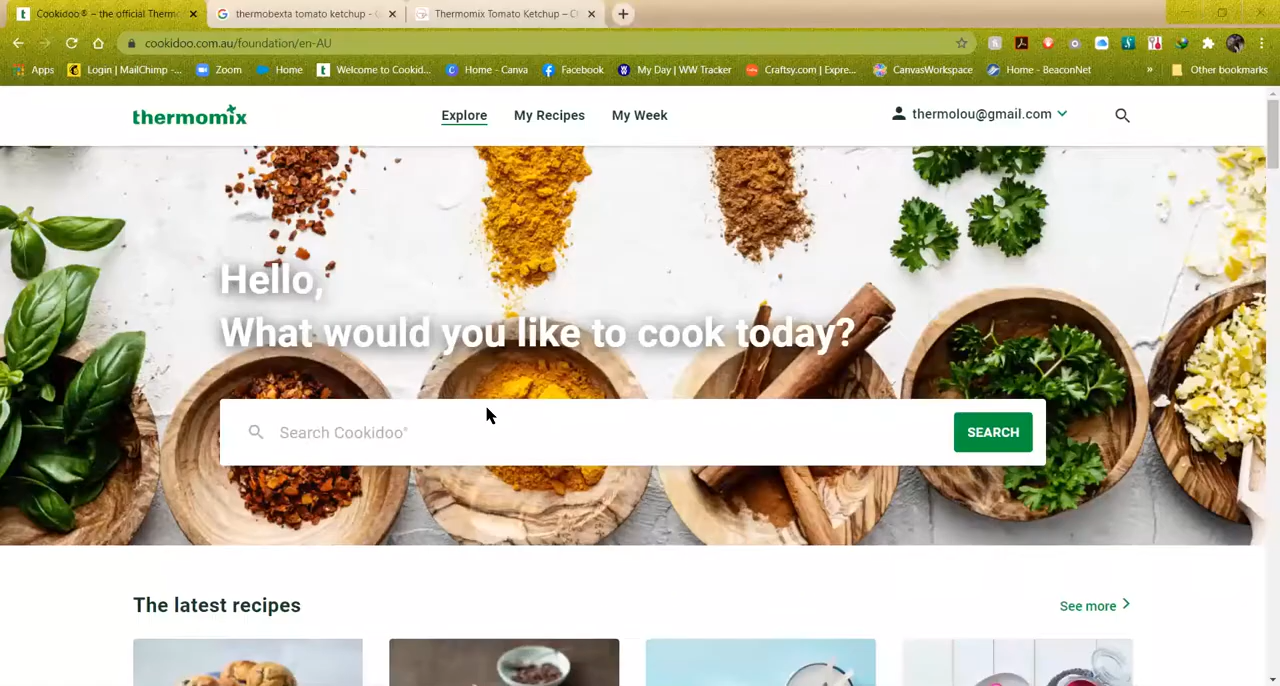 Cookidoo ® – the official Thermo
thermobexta tomato ketchup -
Thermomix Tomato Ketchup –
cookidoo.com.au/foundation/en-AU
Apps
Login | MailChimp -...
Zoom
Home
Welcome to Cookid...
Home - Canva
Facebook
My Day | WW Tracker
Craftsy.com | Expre...
CanvasWorkspace
Home - BeaconNet
»
Other bookmarks
thermomix
Explore
My Recipes
My Week
thermolou@gmail.com
Hello,
What would you like to cook today?
Search Cookidoo®
SEARCH
The latest recipes
See more